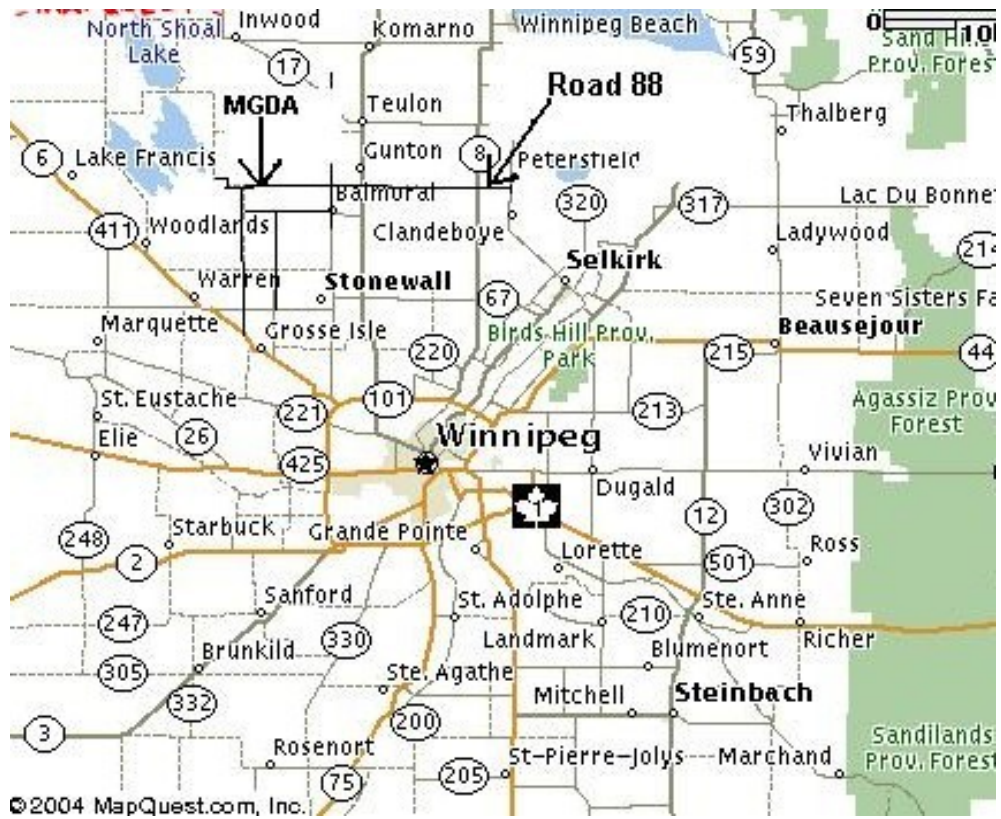 Inwood
Winnipeg Beach
0
North Shoal
Lake
Komarno
17
59
Sand Hi
Prov. Forest
MGDA
Teulon
Road 88
Thalberg
6
Lake Francis
Gunton
8
Petersfield
Balmoral
320
317
Lac Du Bonnet
411
Woodlands
Clandeboye
Ladywood
214
Selkirk
Warren
Stonewall
67
Seven Sisters Fa
Marquette
Grosse Isle
Birds Hill Prov.
Park
Beausejour
220
215
44
St. Eustache
221
101
213
Agassiz Prov
Forest
Elie
26
Winnipeg
425
Vivian
Dugald
1
302
12
Starbuck
Grande Pointe
248
2
Lorette
501
Ross
Sanford
St. Adolphe
210
Ste. Anne
247
330
Landmark
Richer
305
Brunkild
Ste. Agathe
Blumenort
332
Mitchell
Steinbach
3
200
Sandilands
Prov. Forest
Rosenort
St-Pierre-Jolys
Marchand
75
205
©2004 MapQuest.com, Inc.